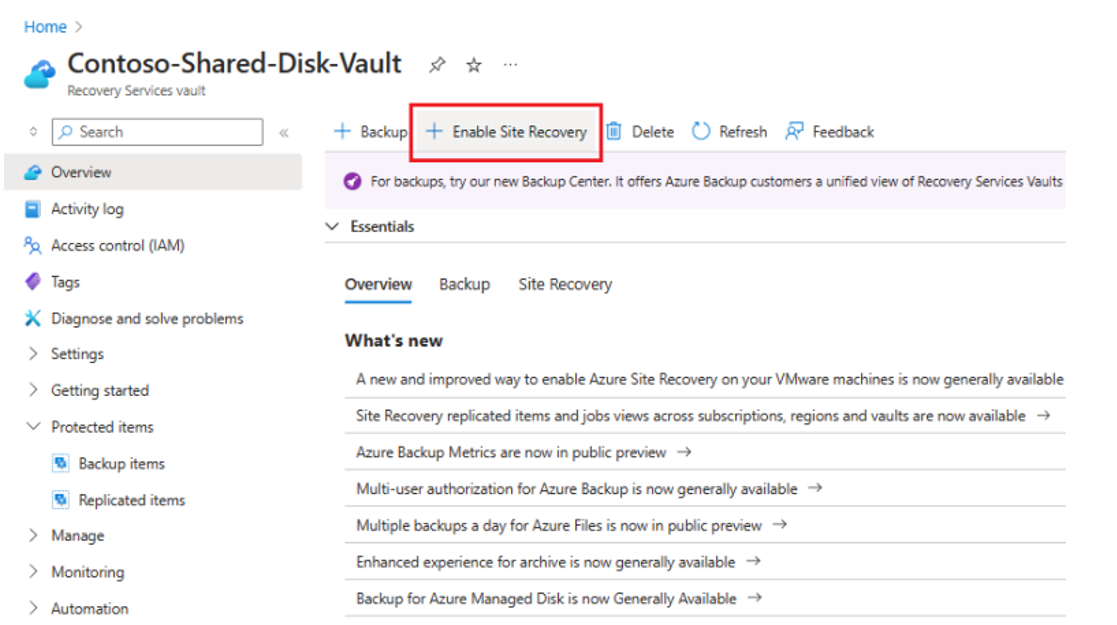 Home >
Contoso-Shared-Disk-Vault ...
Recovery Services vault
Search «
+ Backup + Enable Site Recovery Delete Refresh Feedback
Overview
Activity log
Access control (IAM)
Tags
Diagnose and solve problems
Settings
Getting started
Protected items
Backup items
Replicated items
Manage
Monitoring
Automation
For backups, try our new Backup Center. It offers Azure Backup customers a unified view of Recovery Services Vaults
Essentials
Overview Backup Site Recovery
What's new
A new and improved way to enable Azure Site Recovery on your VMware machines is now generally available
Site Recovery replicated items and jobs views across subscriptions, regions and vaults are now available →
Azure Backup Metrics are now in public preview →
Multi-user authorization for Azure Backup is now generally available →
Multiple backups a day for Azure Files is now in public preview →
Enhanced experience for archive is now generally available →
Backup for Azure Managed Disk is now Generally Available →